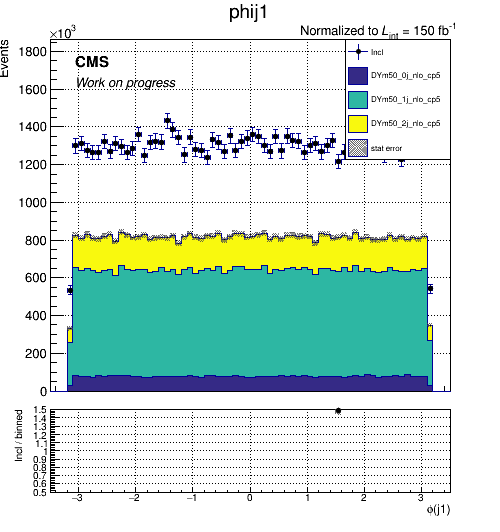 phij1
×10³
Normalized to L_int = 150 fb⁻¹
Events
CMS
Work on progress
Incl
DYm50_0j_nlo_cp5
DYm50_1j_nlo_cp5
DYm50_2j_nlo_cp5
stat error
1800
1600
1400
1200
1000
800
600
400
200
0
Incl / binned
1.5
1.4
1.3
1.2
1.1
1
0.9
0.8
0.7
0.6
0.5
−3 −2 −1 0 1 2 3
ϕ(j1)